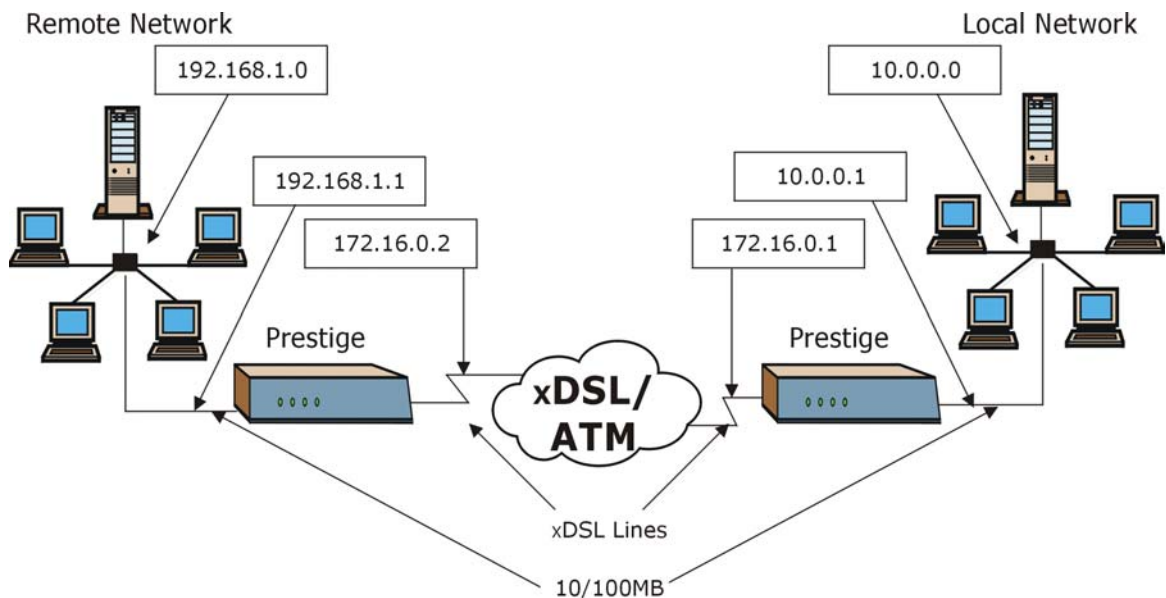 Remote Network
Local Network
192.168.1.0
10.0.0.0
192.168.1.1
10.0.0.1
172.16.0.2
172.16.0.1
Prestige
Prestige
xDSL/
ATM
xDSL Lines
10/100MB